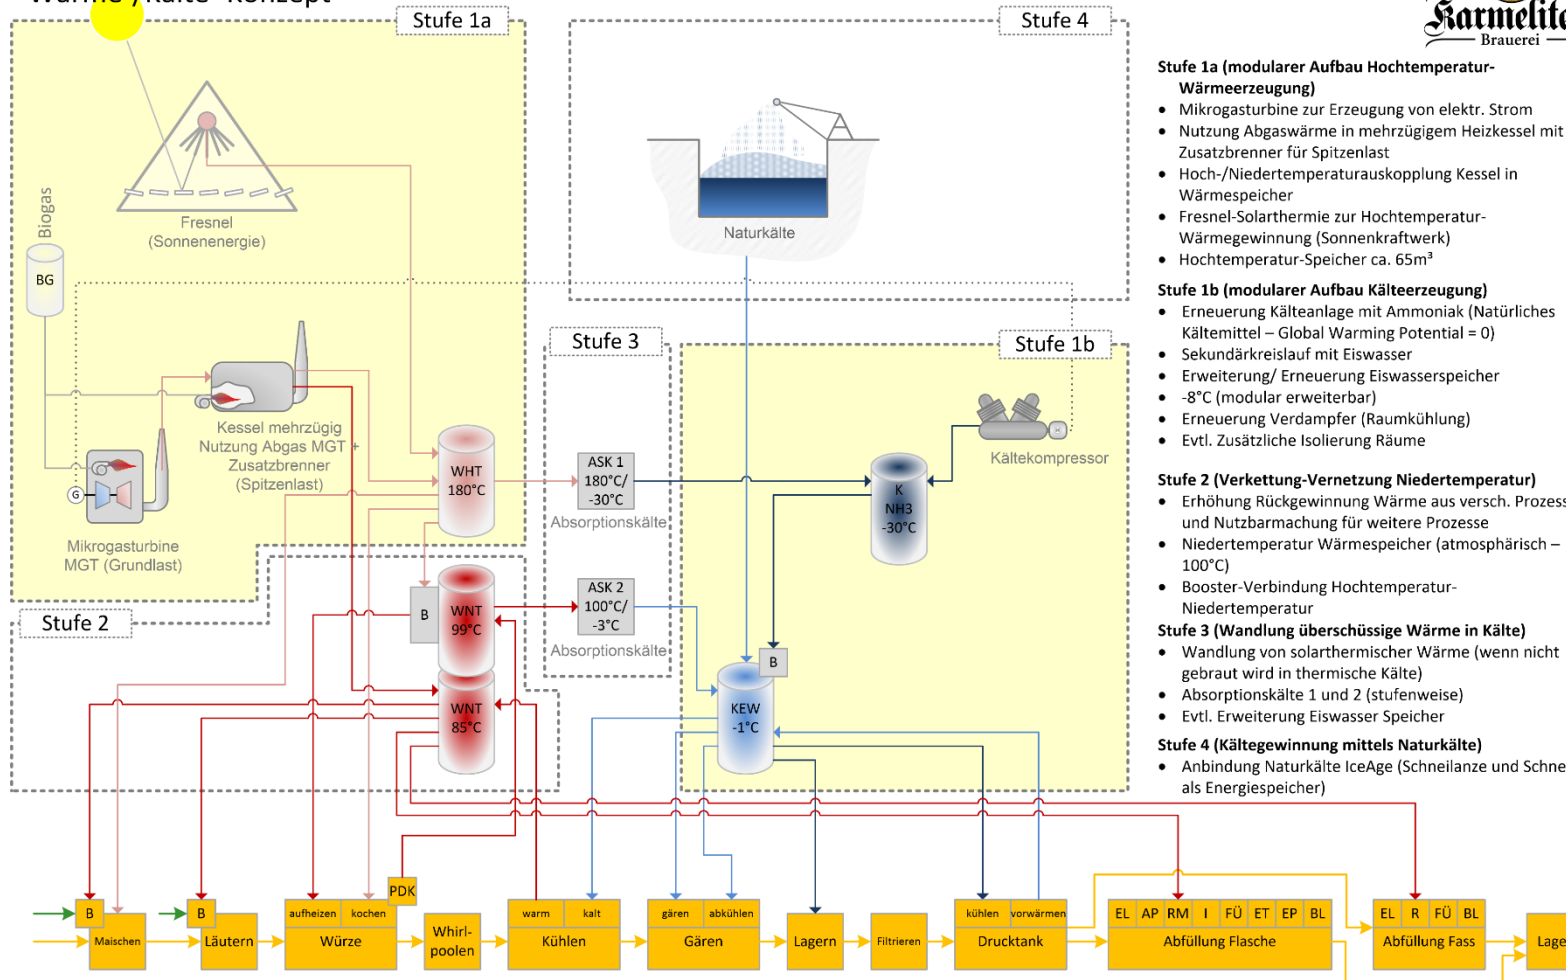 Wärme-/Kälte- Konzept
Stufe 1a
Stufe 4
Karmelite
Brauerei
Fresnel
(Sonnenenergie)
Biogas
BG
Naturkälte
Kessel mehrzügig
Nutzung Abgas MGT +
Zusatzbrenner
(Spitzenlast)
G
Mikrogasturbine
MGT (Grundlast)
WHT
180°C
Stufe 3
ASK 1
180°C/
-30°C
Absorptionskälte
ASK 2
100°C/
-3°C
Absorptionskälte
Stufe 1b
Kältekompressor
K
NH3
-30°C
B
KEW
-1°C
Stufe 2
B
WNT
99°C
WNT
85°C
Stufe 1a (modularer Aufbau Hochtemperatur-
Wärmeerzeugung)
• Mikrogasturbine zur Erzeugung von elektr. Strom
• Nutzung Abgaswärme in mehrzügigem Heizkessel mit
Zusatzbrenner für Spitzenlast
• Hoch-/Niedertemperaturauskopplung Kessel in
Wärmespeicher
• Fresnel-Solarthermie zur Hochtemperatur-
Wärmegewinnung (Sonnenkraftwerk)
• Hochtemperatur-Speicher ca. 65m³
Stufe 1b (modularer Aufbau Kälteerzeugung)
• Erneuerung Kälteanlage mit Ammoniak (Natürliches
Kältemittel – Global Warming Potential = 0)
• Sekundärkreislauf mit Eiswasser
• Erweiterung/ Erneuerung Eiswasserspeicher
• -8°C (modular erweiterbar)
• Erneuerung Verdampfer (Raumkühlung)
• Evtl. Zusätzliche Isolierung Räume
Stufe 2 (Verkettung-Vernetzung Niedertemperatur)
• Erhöhung Rückgewinnung Wärme aus versch. Prozess
und Nutzbarmachung für weitere Prozesse
• Niedertemperatur Wärmespeicher (atmosphärisch –
100°C)
• Booster-Verbindung Hochtemperatur-
Niedertemperatur
Stufe 3 (Wandlung überschüssige Wärme in Kälte)
• Wandlung von solarthermischer Wärme (wenn nicht
gebraut wird in thermische Kälte)
• Absorptionskälte 1 und 2 (stufenweise)
• Evtl. Erweiterung Eiswasser Speicher
Stufe 4 (Kältegewinnung mittels Naturkälte)
• Anbindung Naturkälte IceAge (Schneilanze und Schne
als Energiespeicher)
PDK
B
Maischen
B
Läutern
aufheizen kochen
Würze
Whirl-
poolen
warm kalt
Kühlen
gären abkühlen
Gären
Lagern
Filtrieren
kühlen vorwärmen
Drucktank
EL AP RM I FÜ ET EP BL
Abfüllung Flasche
EL R FÜ BL
Abfüllung Fass
Lage